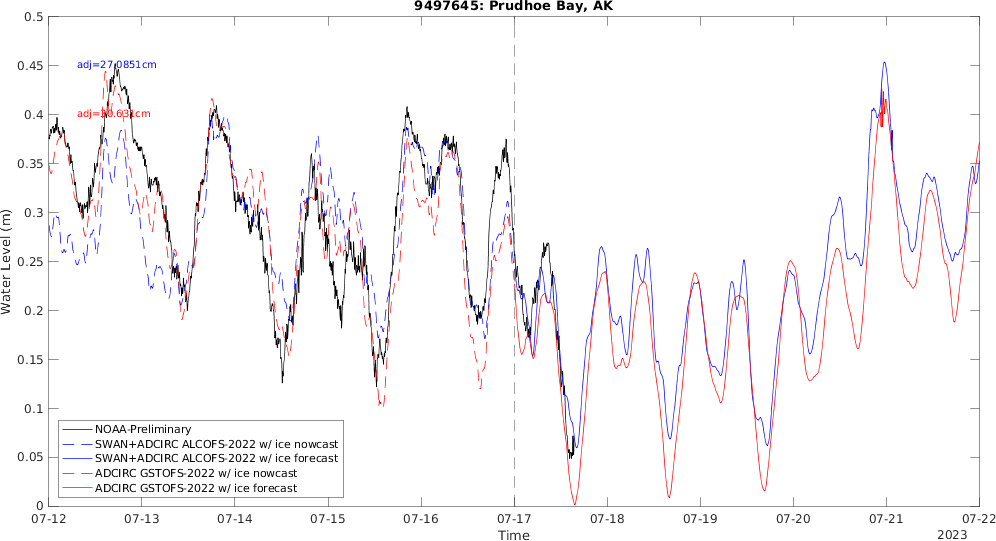 9497645: Prudhoe Bay, AK
0.5
0.45
0.4
0.35
0.3
0.25
0.2
0.15
0.1
0.05
0
Water Level (m)
adj=27.0851cm
adj=30.631cm
NOAA-Preliminary
SWAN+ADCIRC ALCOFS-2022 w/ ice nowcast
SWAN+ADCIRC ALCOFS-2022 w/ ice forecast
ADCIRC GSTOFS-2022 w/ ice nowcast
ADCIRC GSTOFS-2022 w/ ice forecast
07-12 07-13 07-14 07-15 07-16 07-17 07-18 07-19 07-20 07-21 07-22
Time
2023